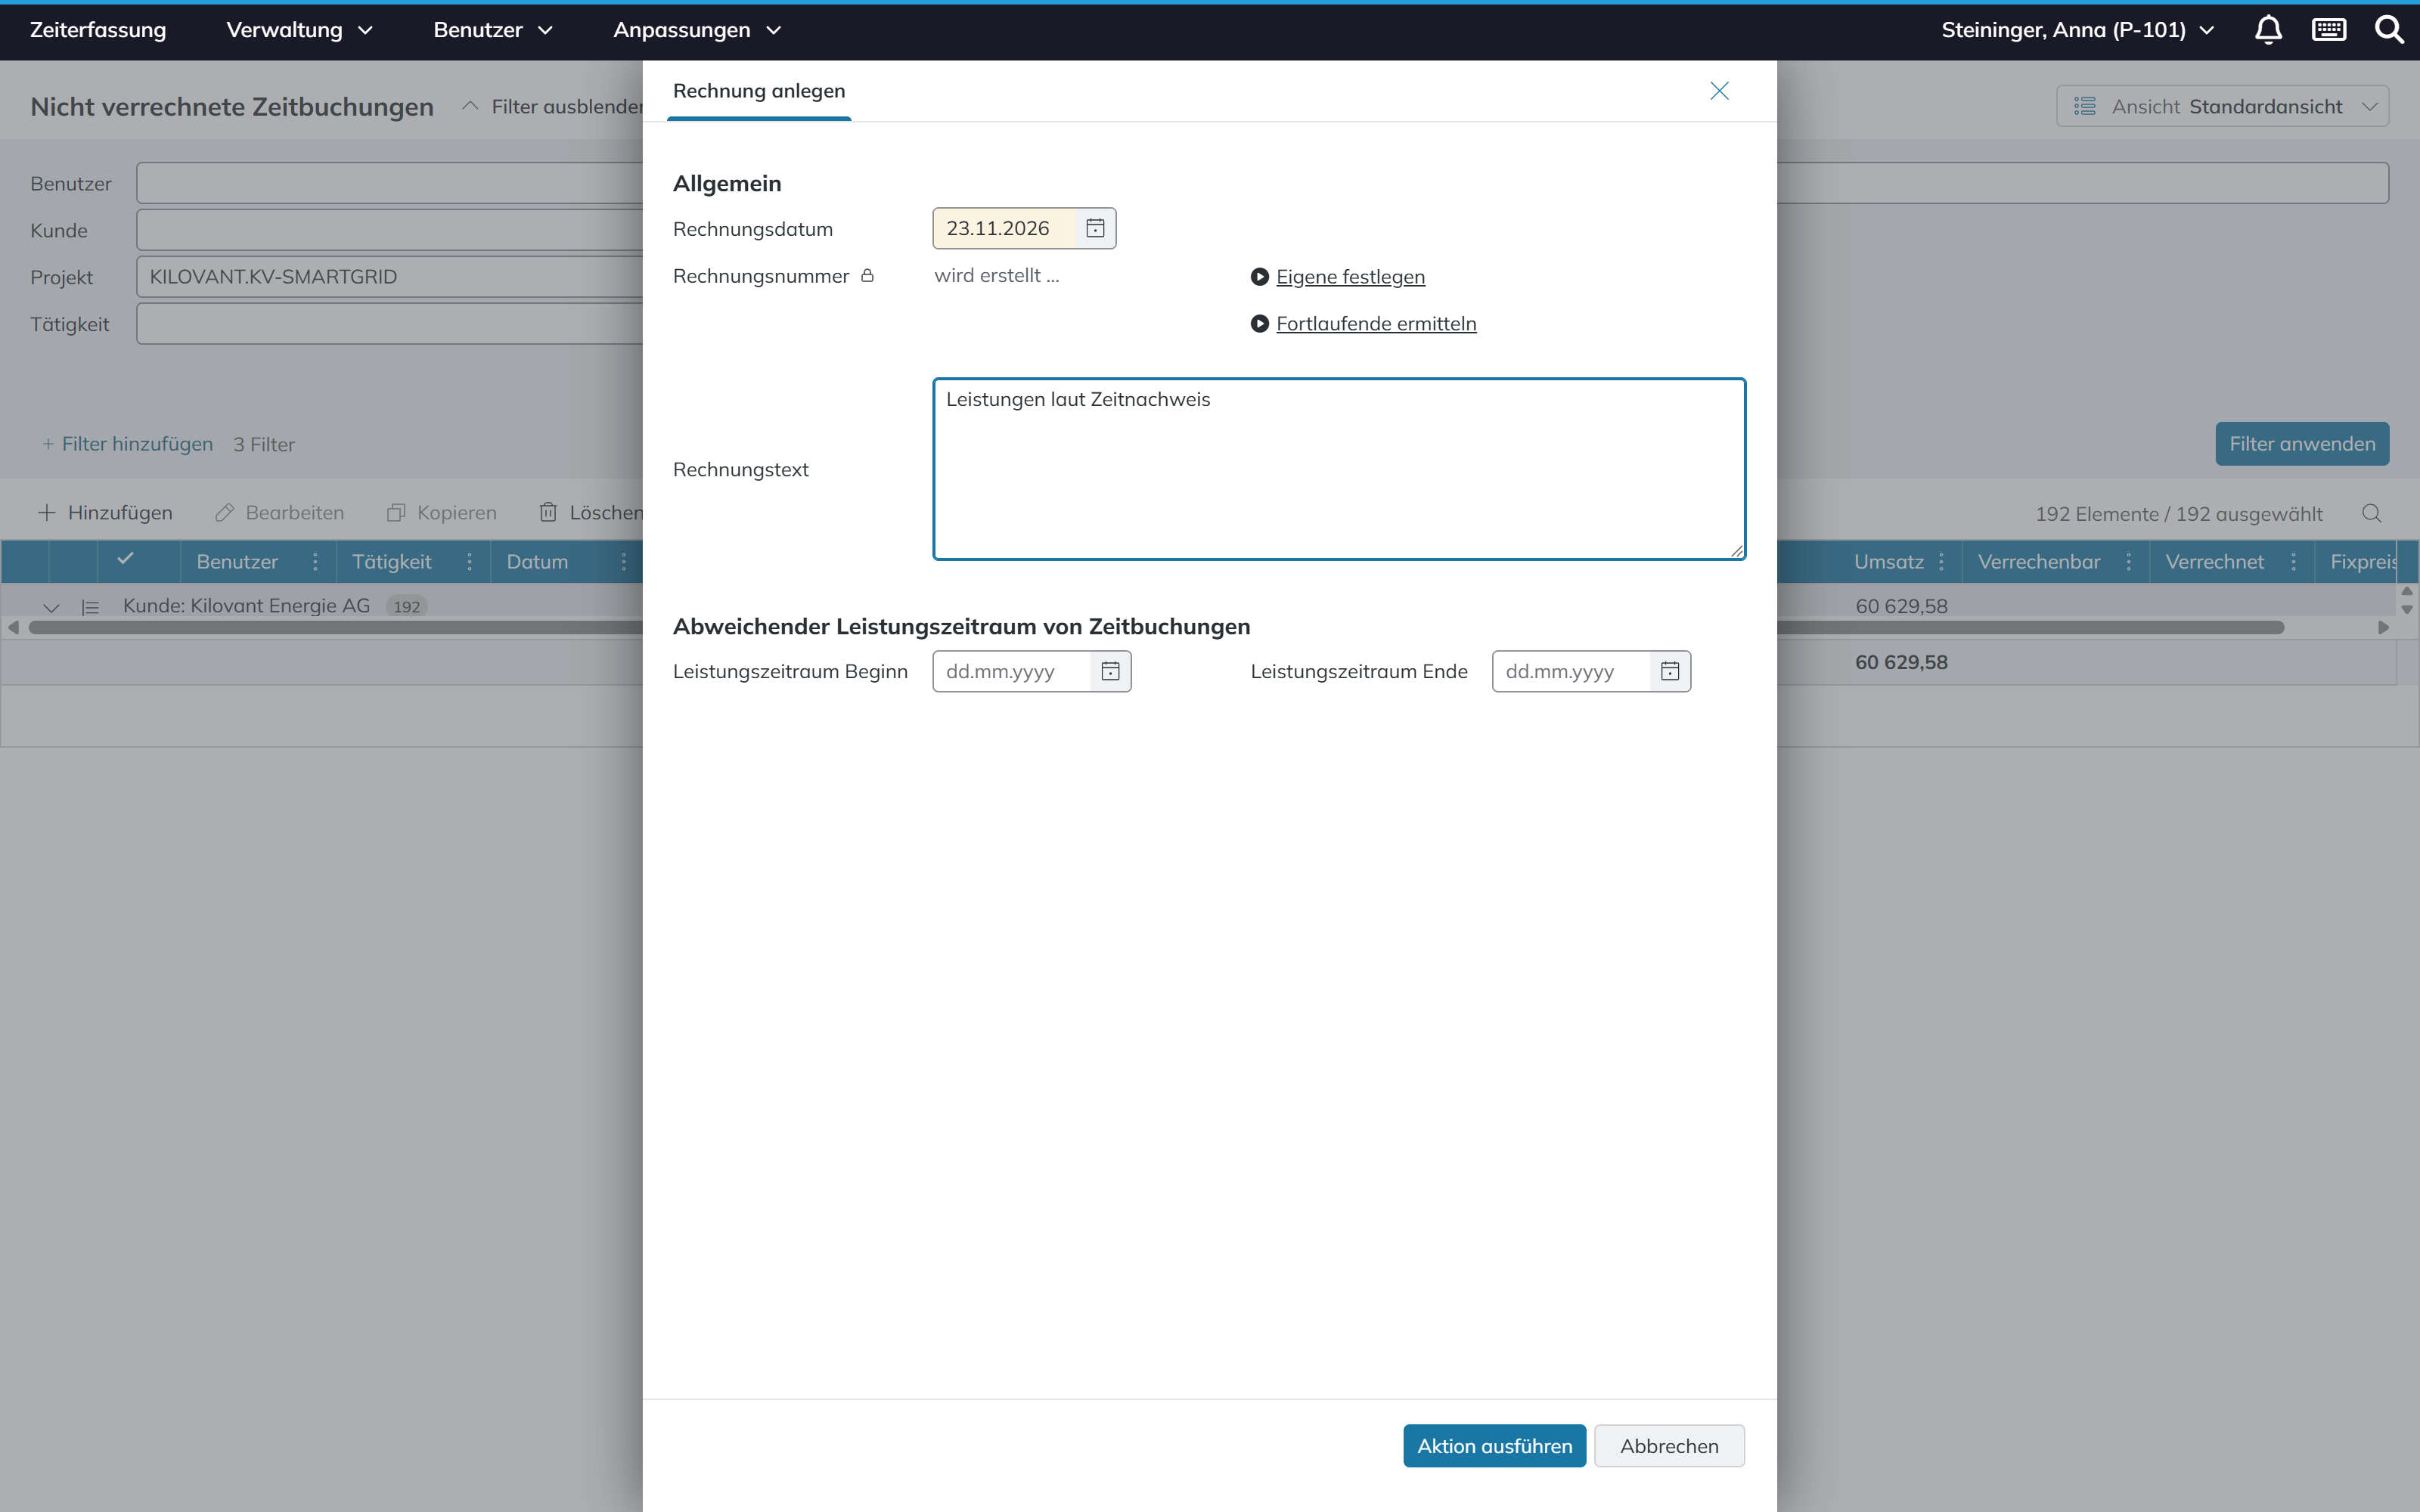 Zeiterfassung Verwaltung Benutzer Anpassungen Steininger, Anna (P-101)
Nicht verrechnete Zeitbuchungen Filter ausblenden Ansicht Standardansicht
Rechnung anlegen
Benutzer
Kunde
Projekt KILOVANT.KV-SMARTGRID
Tätigkeit
+ Filter hinzufügen 3 Filter Filter anwenden
Hinzufügen Bearbeiten Kopieren Löschen 192 Elemente / 192 ausgewählt
Benutzer Tätigkeit Datum Umsatz Verrechenbar Verrechnet Fixpreis
Kunde: Kilovant Energie AG 192 60 629,58
60 629,58
Allgemein
Rechnungsdatum 23.11.2026
Rechnungsnummer wird erstellt ... Eigene festlegen
Fortlaufende ermitteln
Rechnungstext Leistungen laut Zeitnachweis
Abweichender Leistungszeitraum von Zeitbuchungen
Leistungszeitraum Beginn dd.mm.yyyy Leistungszeitraum Ende dd.mm.yyyy
Aktion ausführen Abbrechen